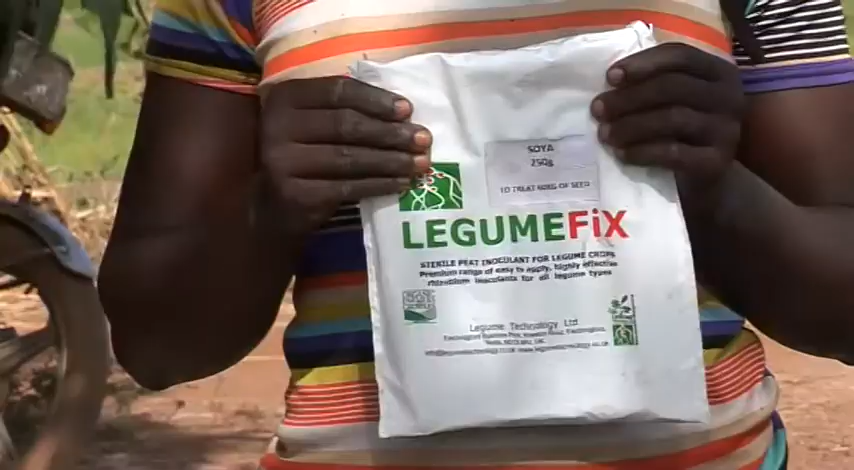 SOYA
250g
TO TREAT OF SEED
LEGUMEFiX
STERILE PEAT INOCULANT FOR LEGUME CROPS
Premium range of easy to apply, highly effective
rhizobium inoculants for all legume types
Legume Technology Ltd